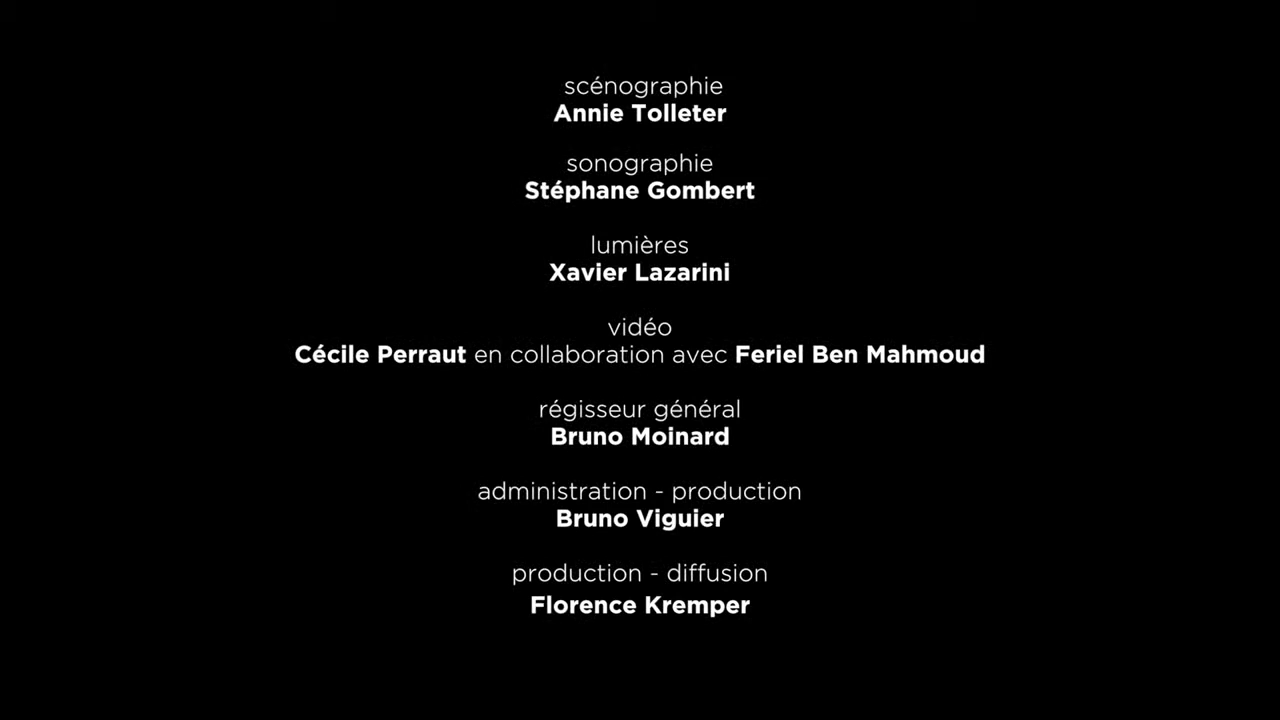 scénographie
Annie Tolleter
sonographie
Stéphane Gombert
lumières
Xavier Lazarini
vidéo
Cécile Perraut en collaboration avec Feriel Ben Mahmoud
régisseur général
Bruno Moinard
administration - production
Bruno Viguier
production - diffusion
Florence Kremper